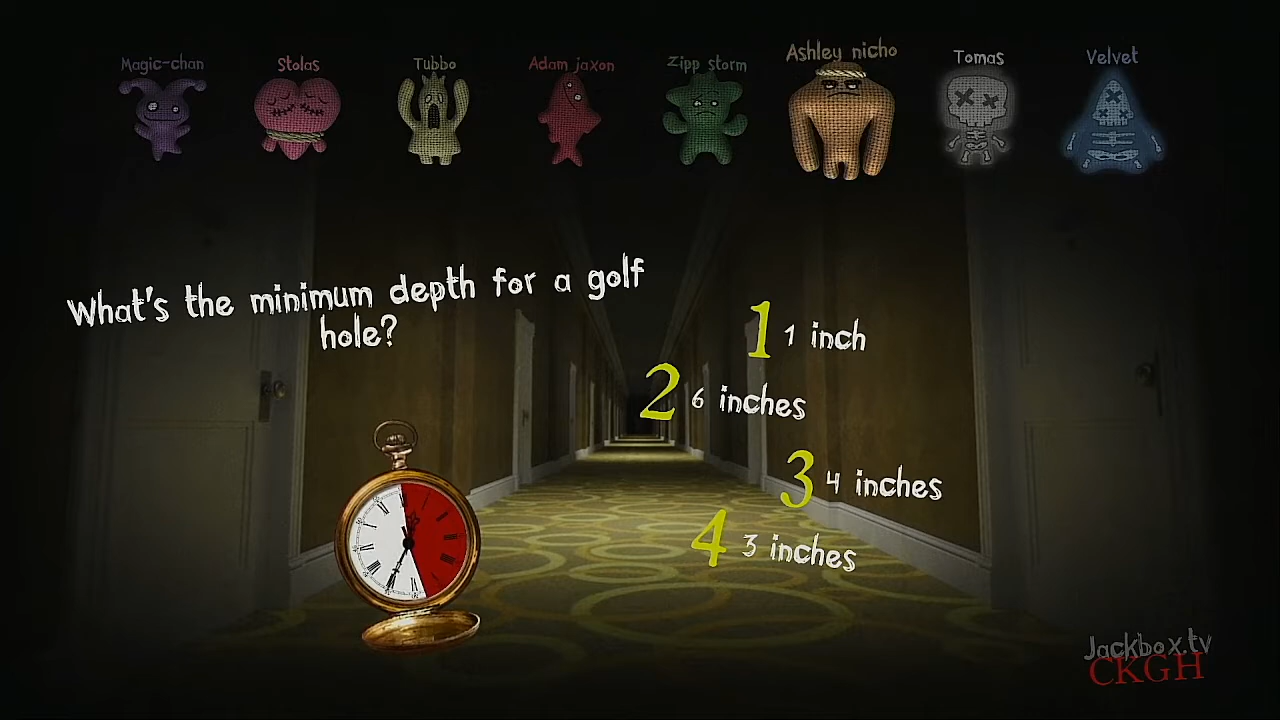 Magic-chan
Stolas
Tubbo
Adam jaxon
Zipp storm
Ashley nicho
Tomas
Velvet
What's the minimum depth for a golf
hole?
1 1 inch
2 6 inches
3 4 inches
4 3 inches
Jackbox.tv
CKGH